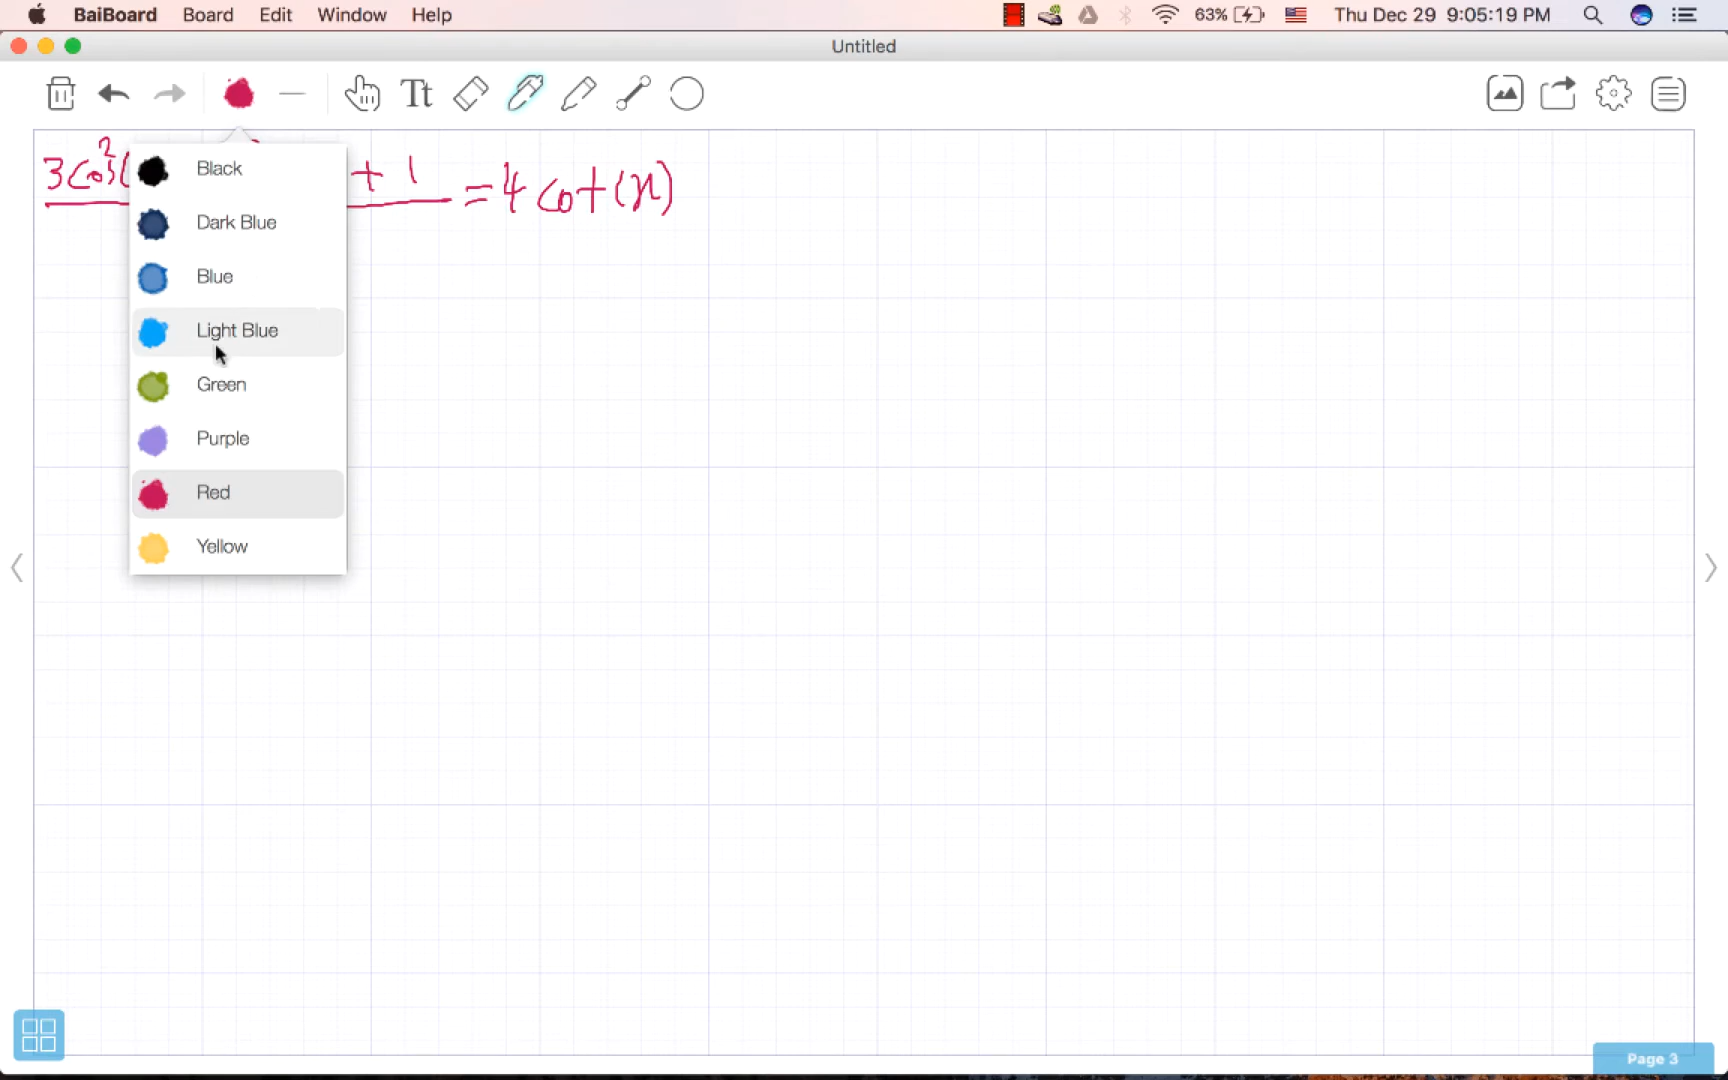 BaiBoard Board Edit Window Help 63% Thu Dec 29 9:05:19 PM
Untitled
Tt
3cos²( + 1 = 4 cot(x)
Black
Dark Blue
Blue
Light Blue
Green
Purple
Red
Yellow
Page 3